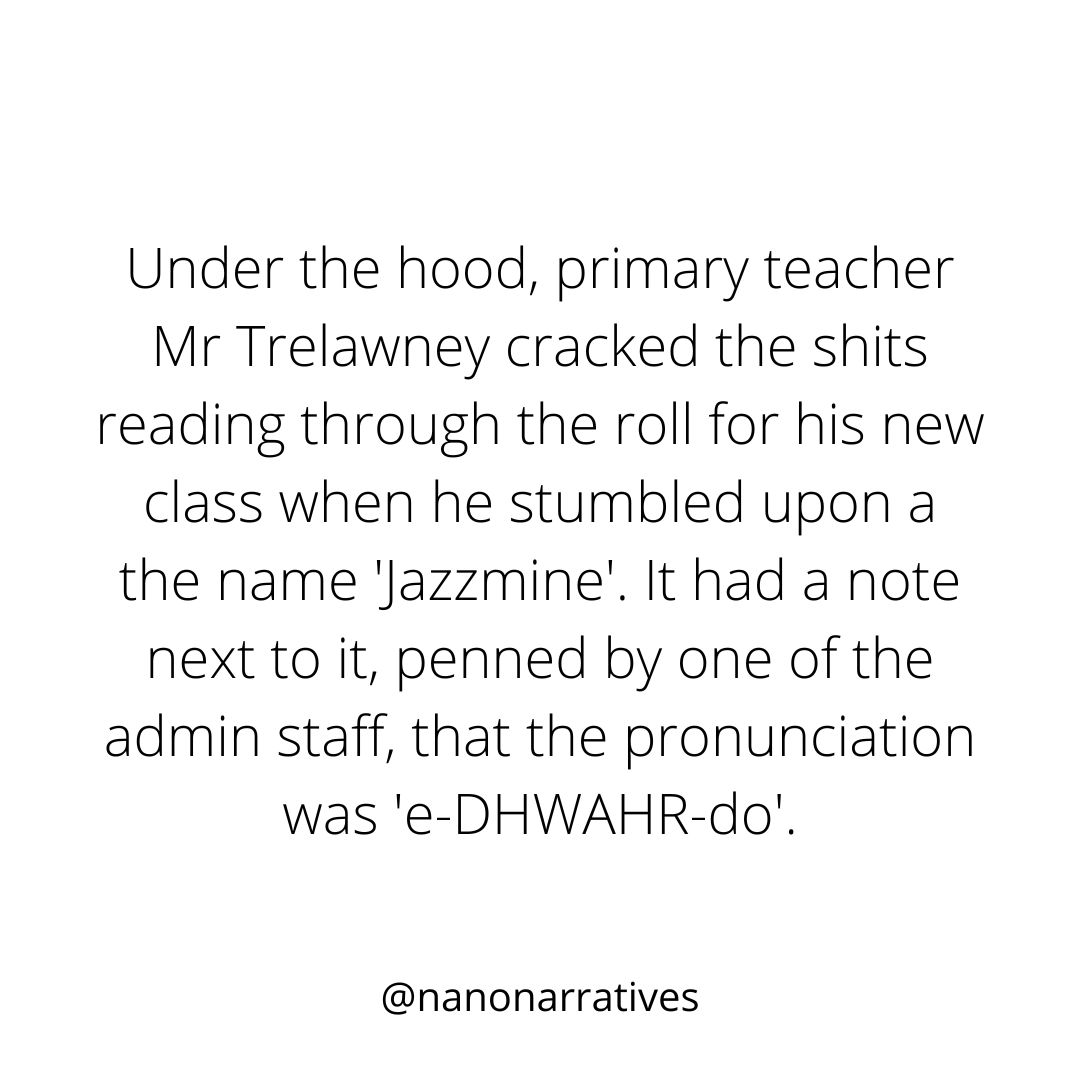 Under the hood, primary teacher
Mr Trelawney cracked the shits
reading through the roll for his new
class when he stumbled upon a
the name 'Jazzmine'. It had a note
next to it, penned by one of the
admin staff, that the pronunciation
was 'e-DHWAHR-do'.
@nanonarratives